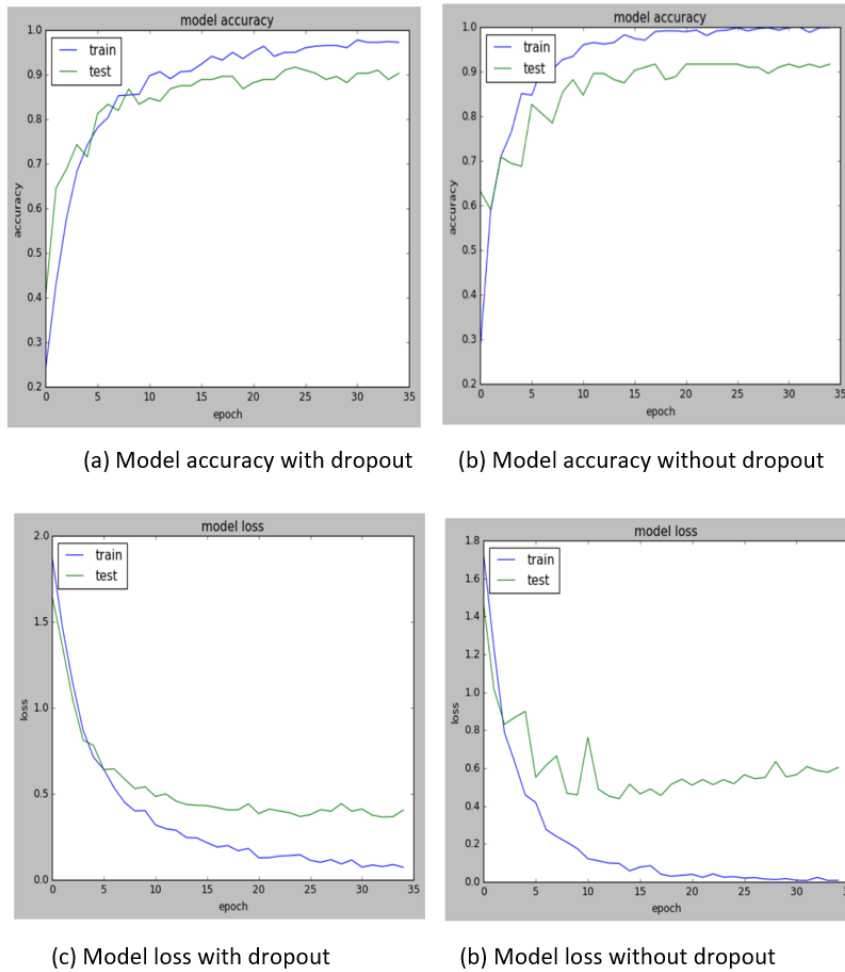 model accuracy
train
test
1.0
0.9
0.8
0.7
0.6
0.5
0.4
0.3
0.2
accuracy
0 5 10 15 20 25 30 35
epoch
(a) Model accuracy with dropout
model accuracy
train
test
1.0
0.9
0.8
0.7
0.6
0.5
0.4
0.3
0.2
accuracy
0 5 10 15 20 25 30 35
epoch
(b) Model accuracy without dropout
model loss
train
test
2.0
1.5
1.0
0.5
0.0
loss
0 5 10 15 20 25 30 35
epoch
(c) Model loss with dropout
model loss
train
test
1.8
1.6
1.4
1.2
1.0
0.8
0.6
0.4
0.2
0.0
loss
0 5 10 15 20 25 30 35
epoch
(b) Model loss without dropout